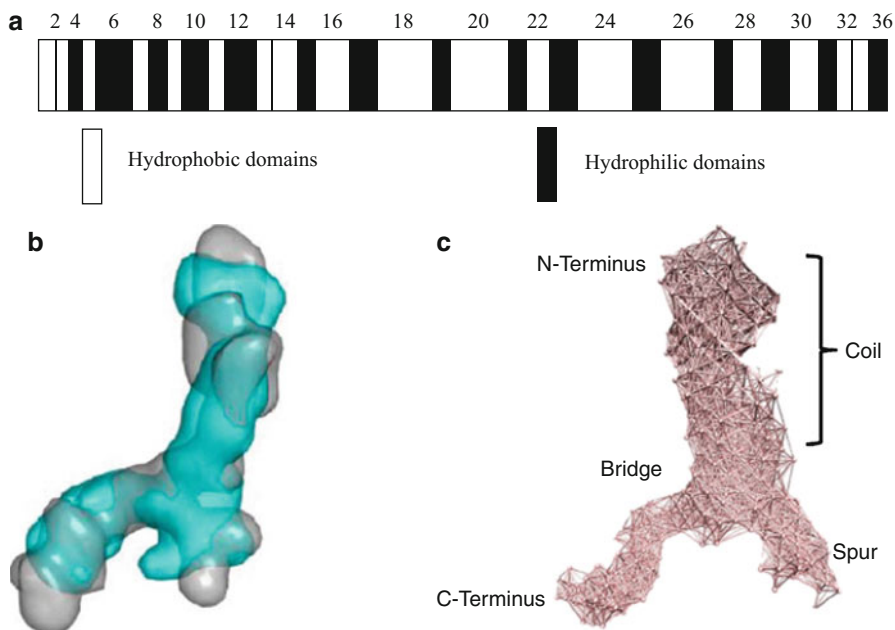 a 2 4 6 8 10 12 14 16 18 20 22 24 26 28 30 32 36
Hydrophobic domains Hydrophilic domains
b c
N-Terminus
Coil
Bridge
Spur
C-Terminus